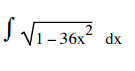 ∫ √(1 – 36x²) dx